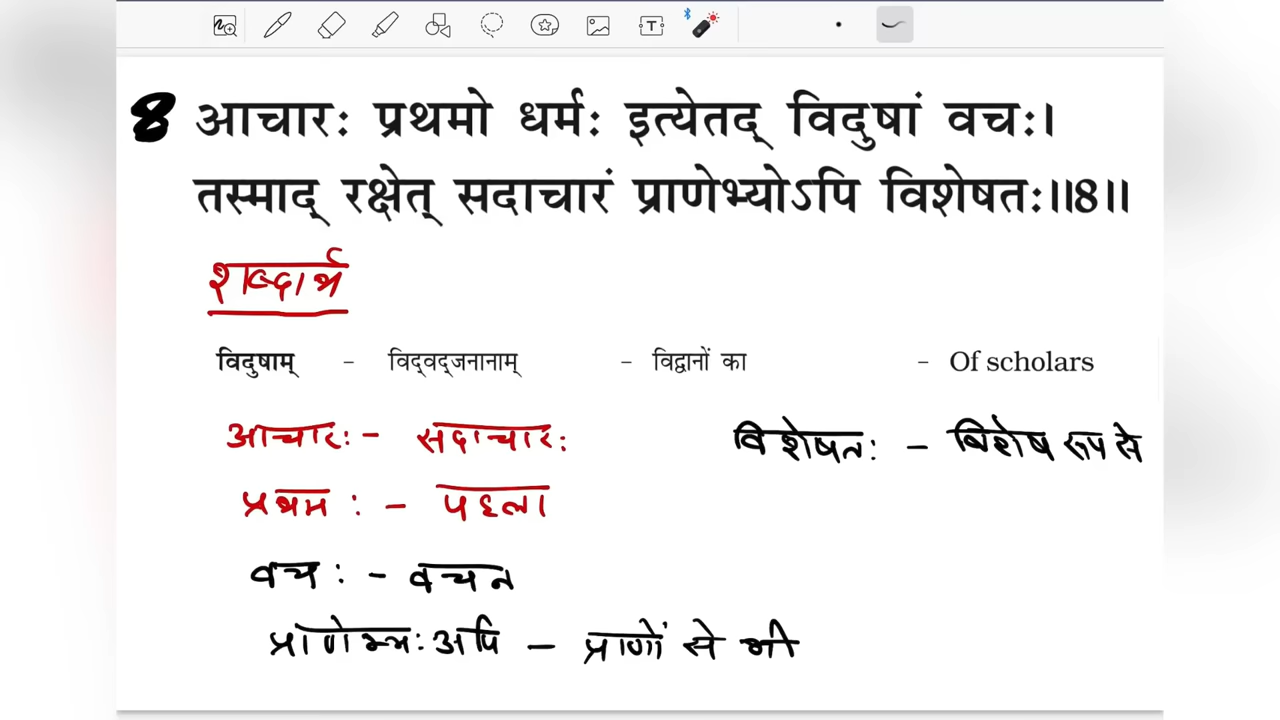 8 आचारः प्रथमो धर्मः इत्येतद् विदुषां वचः।
तस्माद् रक्षेत् सदाचारं प्राणेभ्योऽपि विशेषतः॥8॥
शब्दार्थ
विदुषाम् - विद्वद्जनानाम् - विद्वानों का - Of scholars
आचारः - सदाचारः विशेषतः - विशेष रूप से
प्रथमः - पहला
वचः - वचन
प्राणेभ्यः अपि - प्राणों से भी